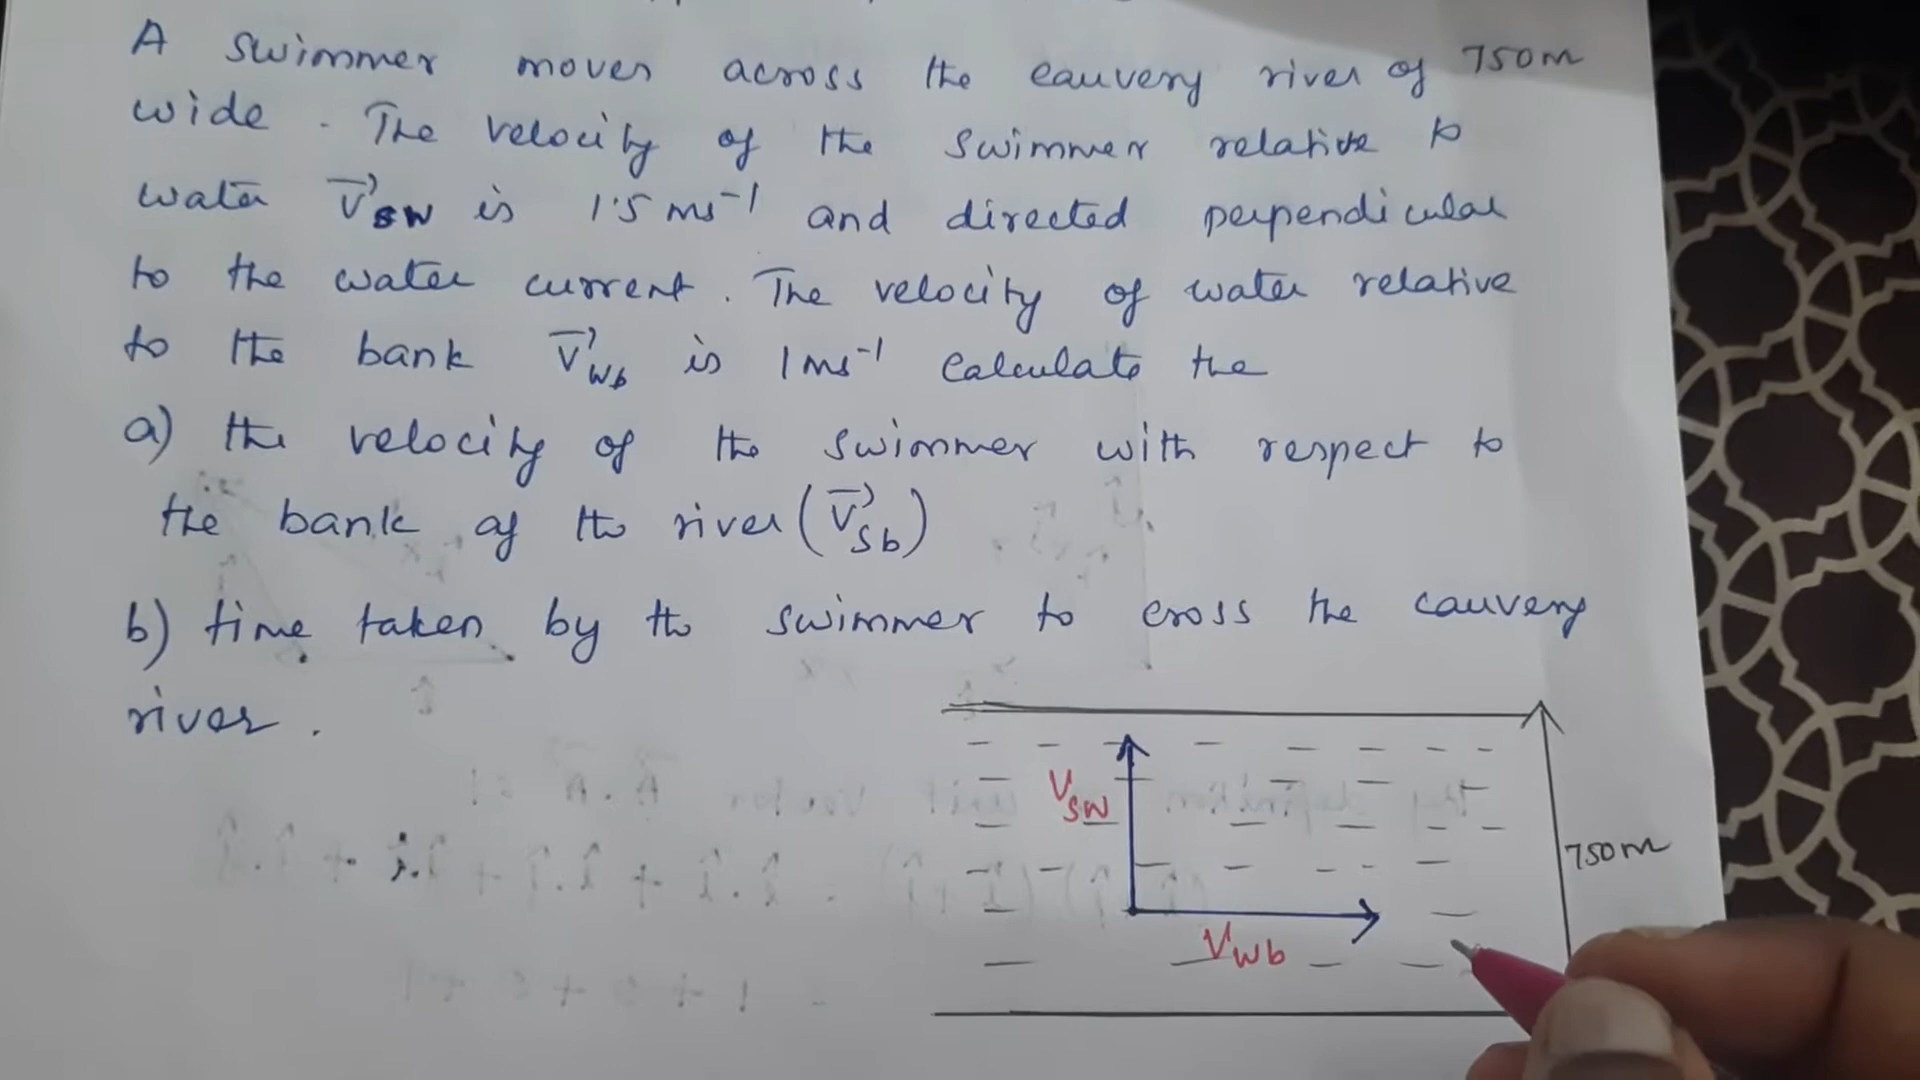 A swimmer moves across the cauvery river of 750m
wide. The velocity of the swimmer relative to
water V⃗sw is 1.5 ms⁻¹ and directed perpendicular
to the water current. The velocity of water relative
to the bank V⃗wb is 1 ms⁻¹ calculate the
a) the velocity of the swimmer with respect to
the bank of the river (V⃗sb)
b) time taken by the swimmer to cross the cauvery
river.
Vsw
750m
Vwb